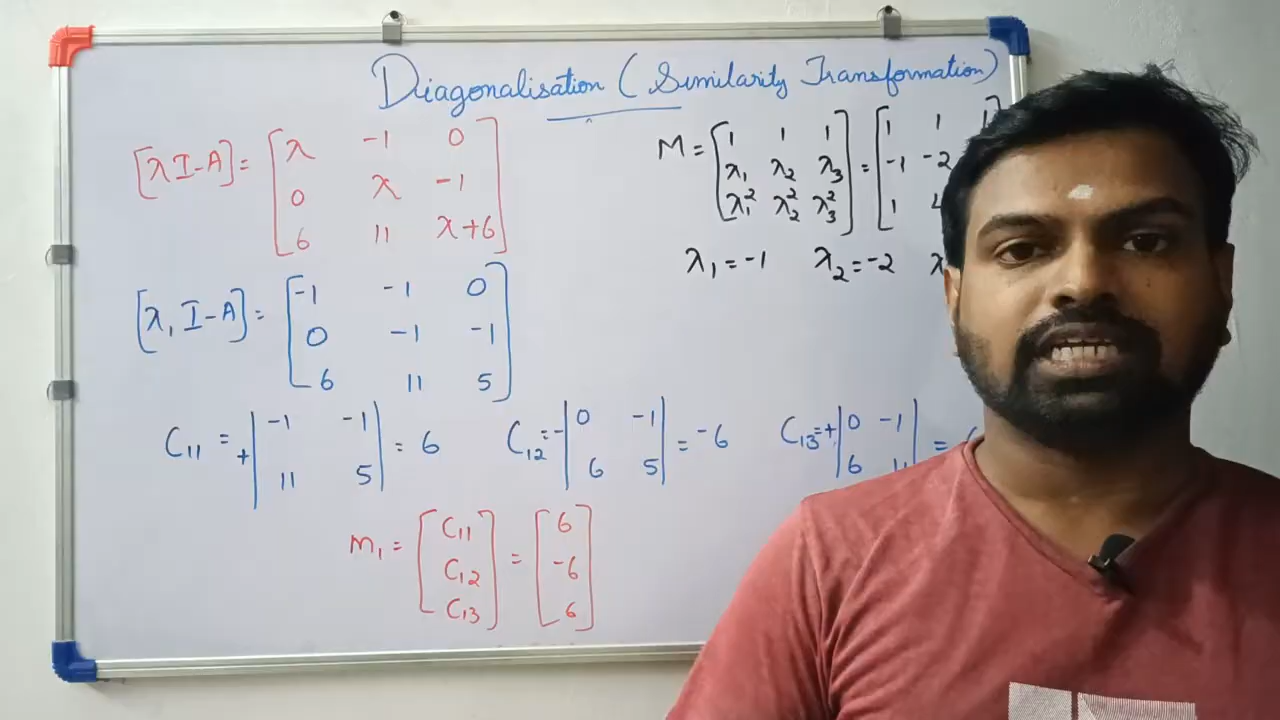 Diagonalisation (Similarity Transformation)
[λI-A] = [λ -1 0
0 λ -1
6 11 λ+6]
M = [1 1 1
λ₁ λ₂ λ₃
λ₁² λ₂² λ₃²] = [1 1 1
-1 -2
1 4
λ₁ = -1 λ₂ = -2 λ
[λ₁I-A] = [-1 -1 0
0 -1 -1
6 11 5]
C₁₁ = + |-1 -1
11 5| = 6
C₁₂ = - |0 -1
6 5| = -6
C₁₃ = + |0 -1
6 11| =
M₁ = [C₁₁
C₁₂
C₁₃] = [6
-6
6]